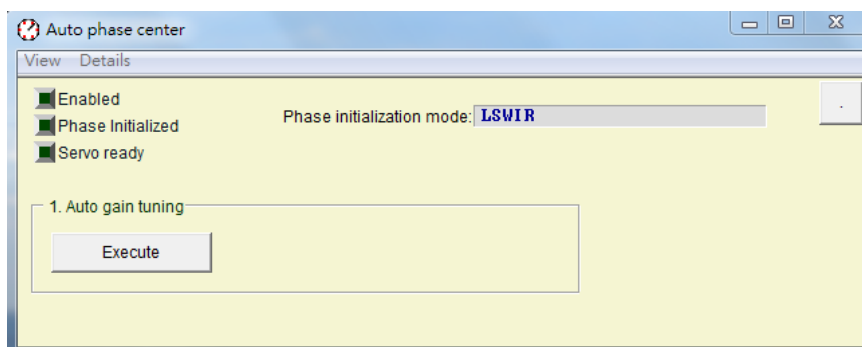 Auto phase center
View Details
Enabled
Phase Initialized
Servo ready
Phase initialization mode: LSWIR
.
1. Auto gain tuning
Execute